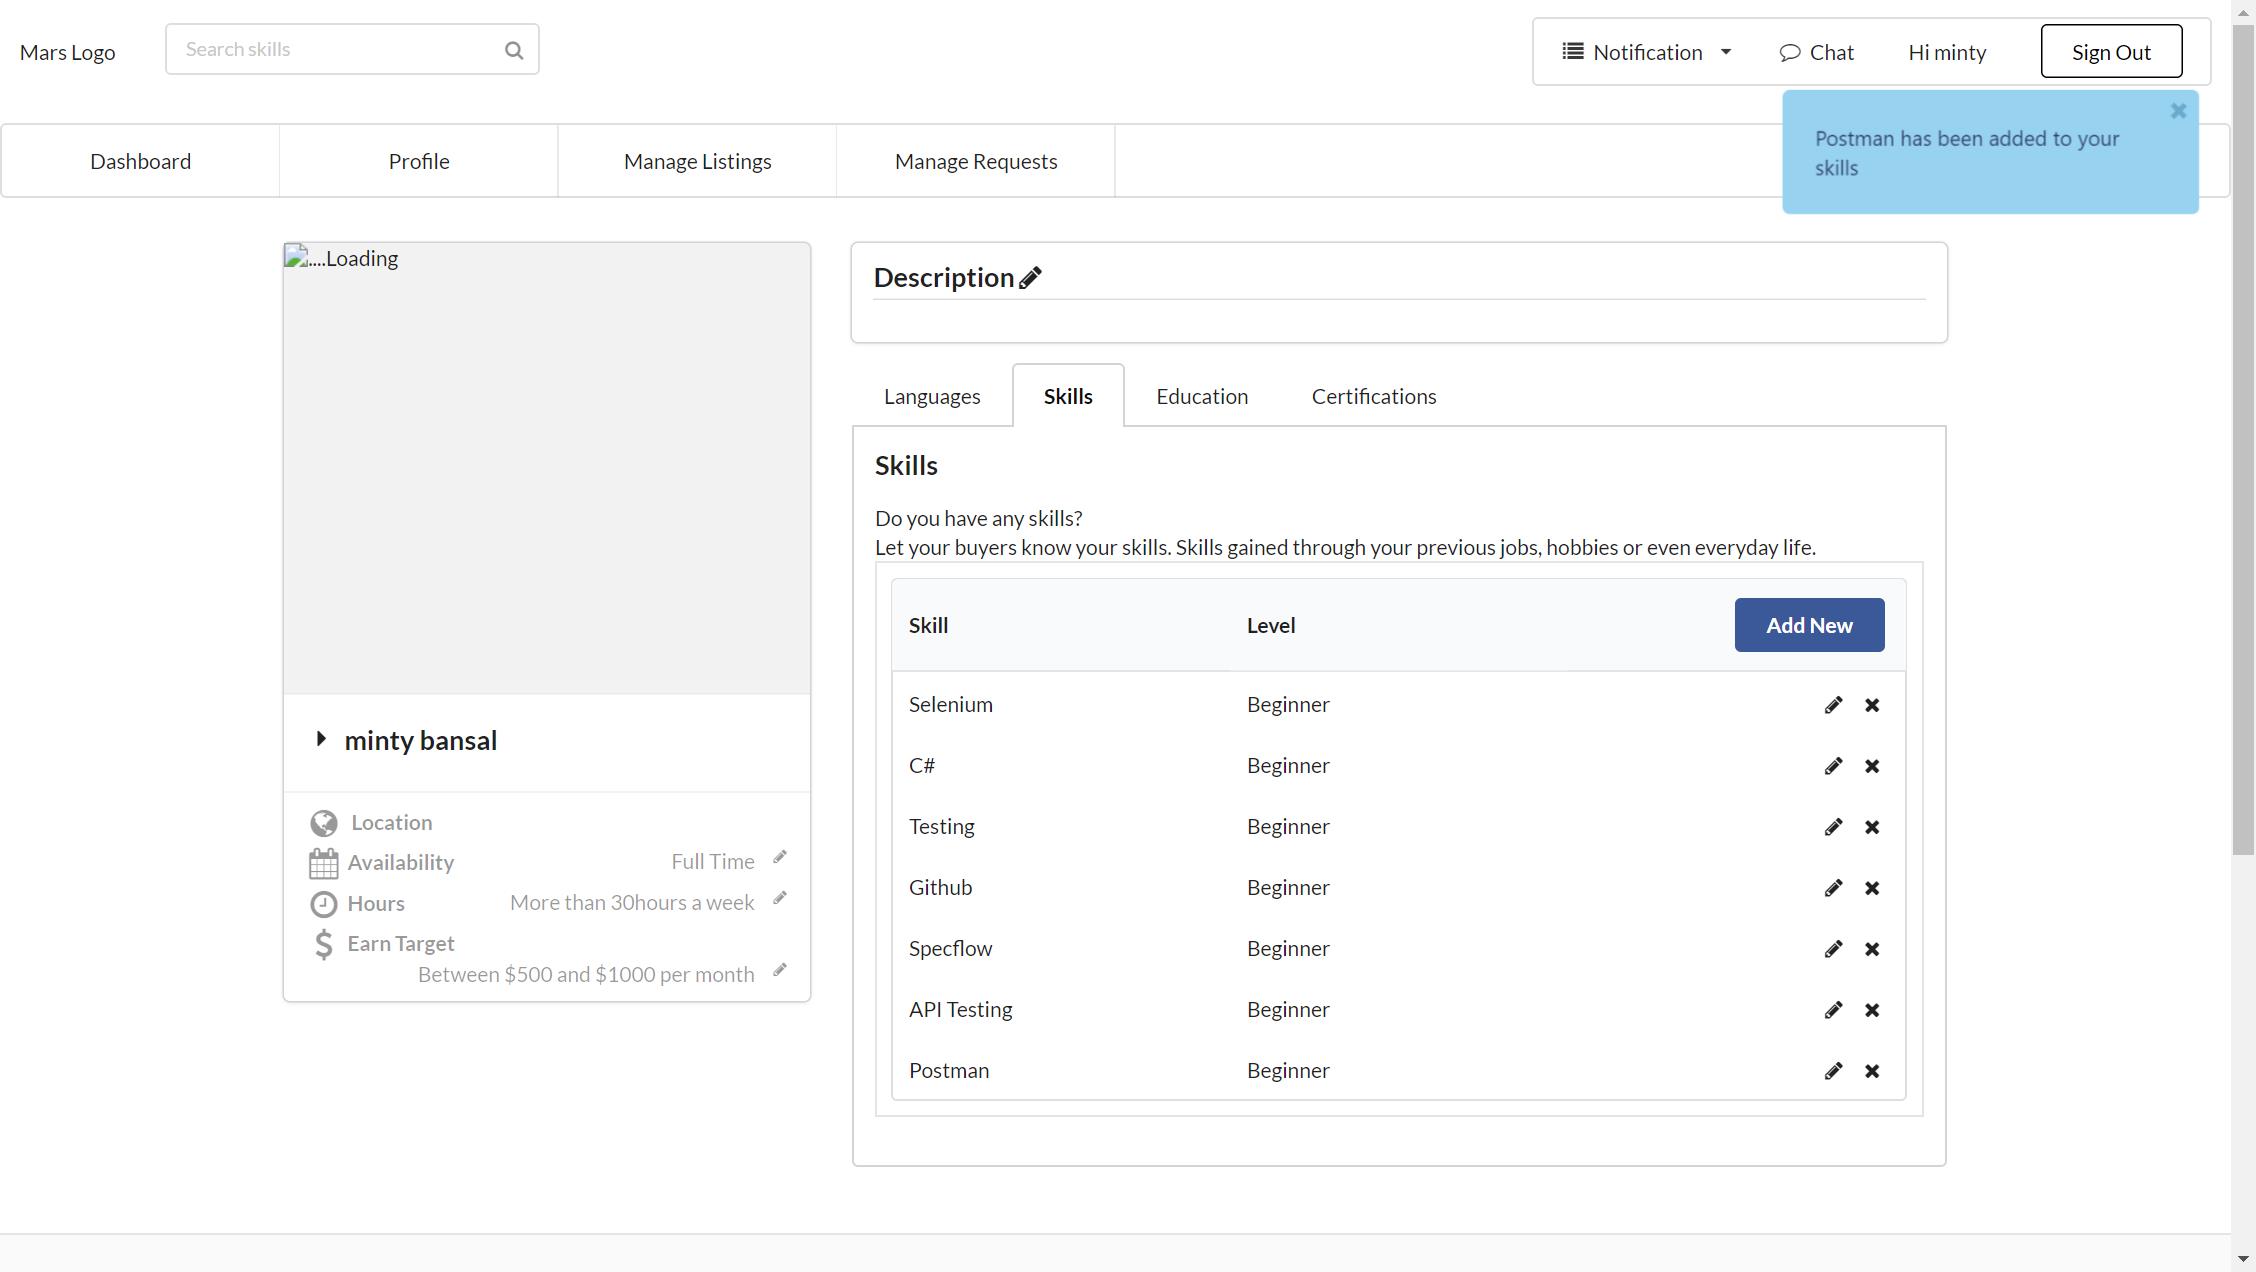 Mars Logo
Search skills
Notification
Chat
Hi minty
Sign Out
Postman has been added to your
skills
Dashboard
Profile
Manage Listings
Manage Requests
....Loading
minty bansal
Location
Availability
Full Time
Hours
More than 30hours a week
Earn Target
Between $500 and $1000 per month
Description
Languages
Skills
Education
Certifications
Skills
Do you have any skills?
Let your buyers know your skills. Skills gained through your previous jobs, hobbies or even everyday life.
Skill Level Add New
Selenium Beginner
C# Beginner
Testing Beginner
Github Beginner
Specflow Beginner
API Testing Beginner
Postman Beginner